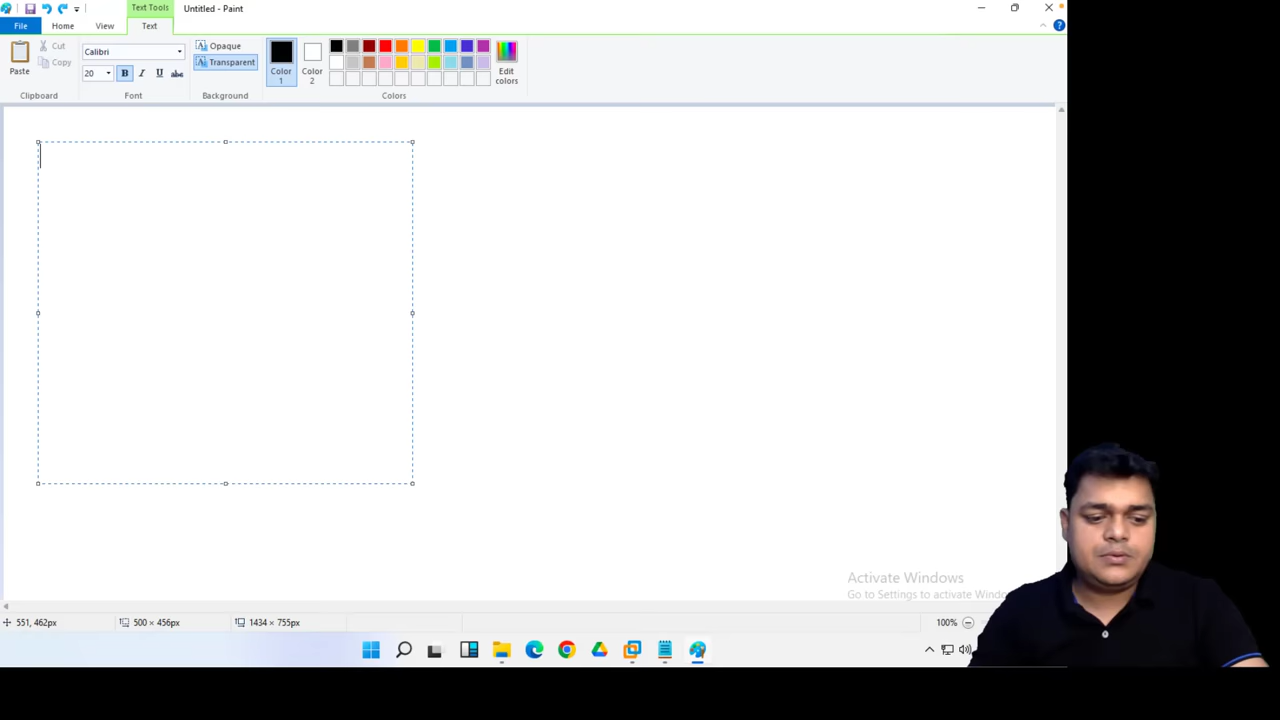 Text Tools
Untitled - Paint
File
Home
View
Text
Paste
Cut
Copy
Clipboard
Calibri
20
B
I
U
abc
Font
Opaque
Transparent
Background
Color
1
Color
2
Edit
colors
Colors
Activate Windows
551, 462px
500 × 456px
1434 × 755px
100%